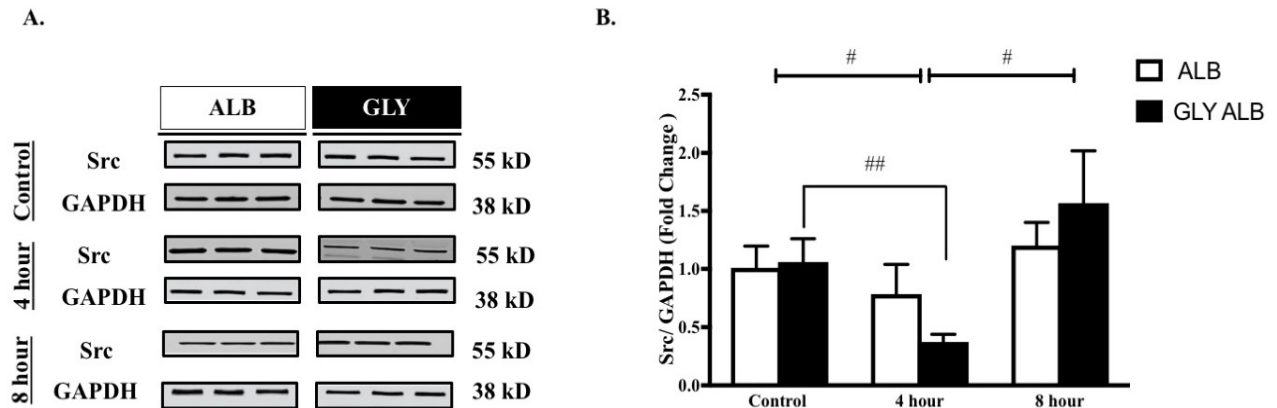 A.
ALB GLY
Control
Src 55 kD
GAPDH 38 kD
4 hour
Src 55 kD
GAPDH 38 kD
8 hour
Src 55 kD
GAPDH 38 kD
B.
# #
ALB
GLY ALB
##
Src/ GAPDH (Fold Change )
2.5
2.0
1.5
1.0
0.5
0.0
Control 4 hour 8 hour